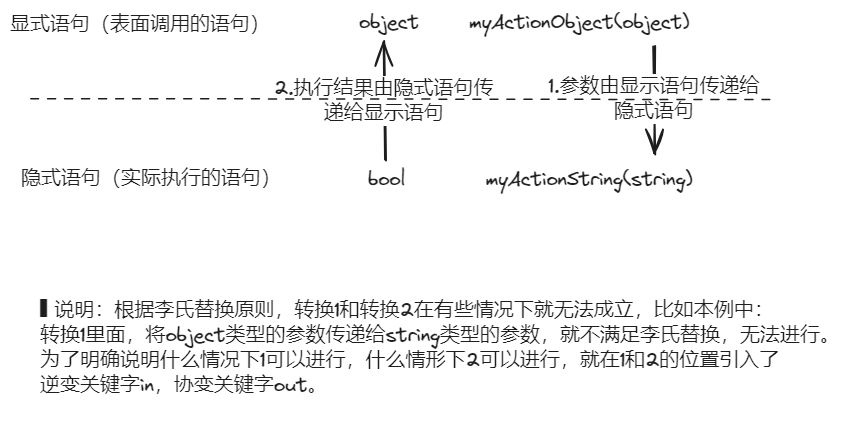 显式语句（表面调用的语句） object myActionObject(object)
2.执行结果由隐式语句传 1.参数由显示语句传递给
递给显示语句 隐式语句
隐式语句（实际执行的语句） bool myActionString(string)
▌说明：根据李氏替换原则，转换1和转换2在有些情况下就无法成立，比如本例中：
转换1里面，将object类型的参数传递给string类型的参数，就不满足李氏替换，无法进行。
为了明确说明什么情况下1可以进行，什么情形下2可以进行，就在1和2的位置引入了
逆变关键字in，协变关键字out。